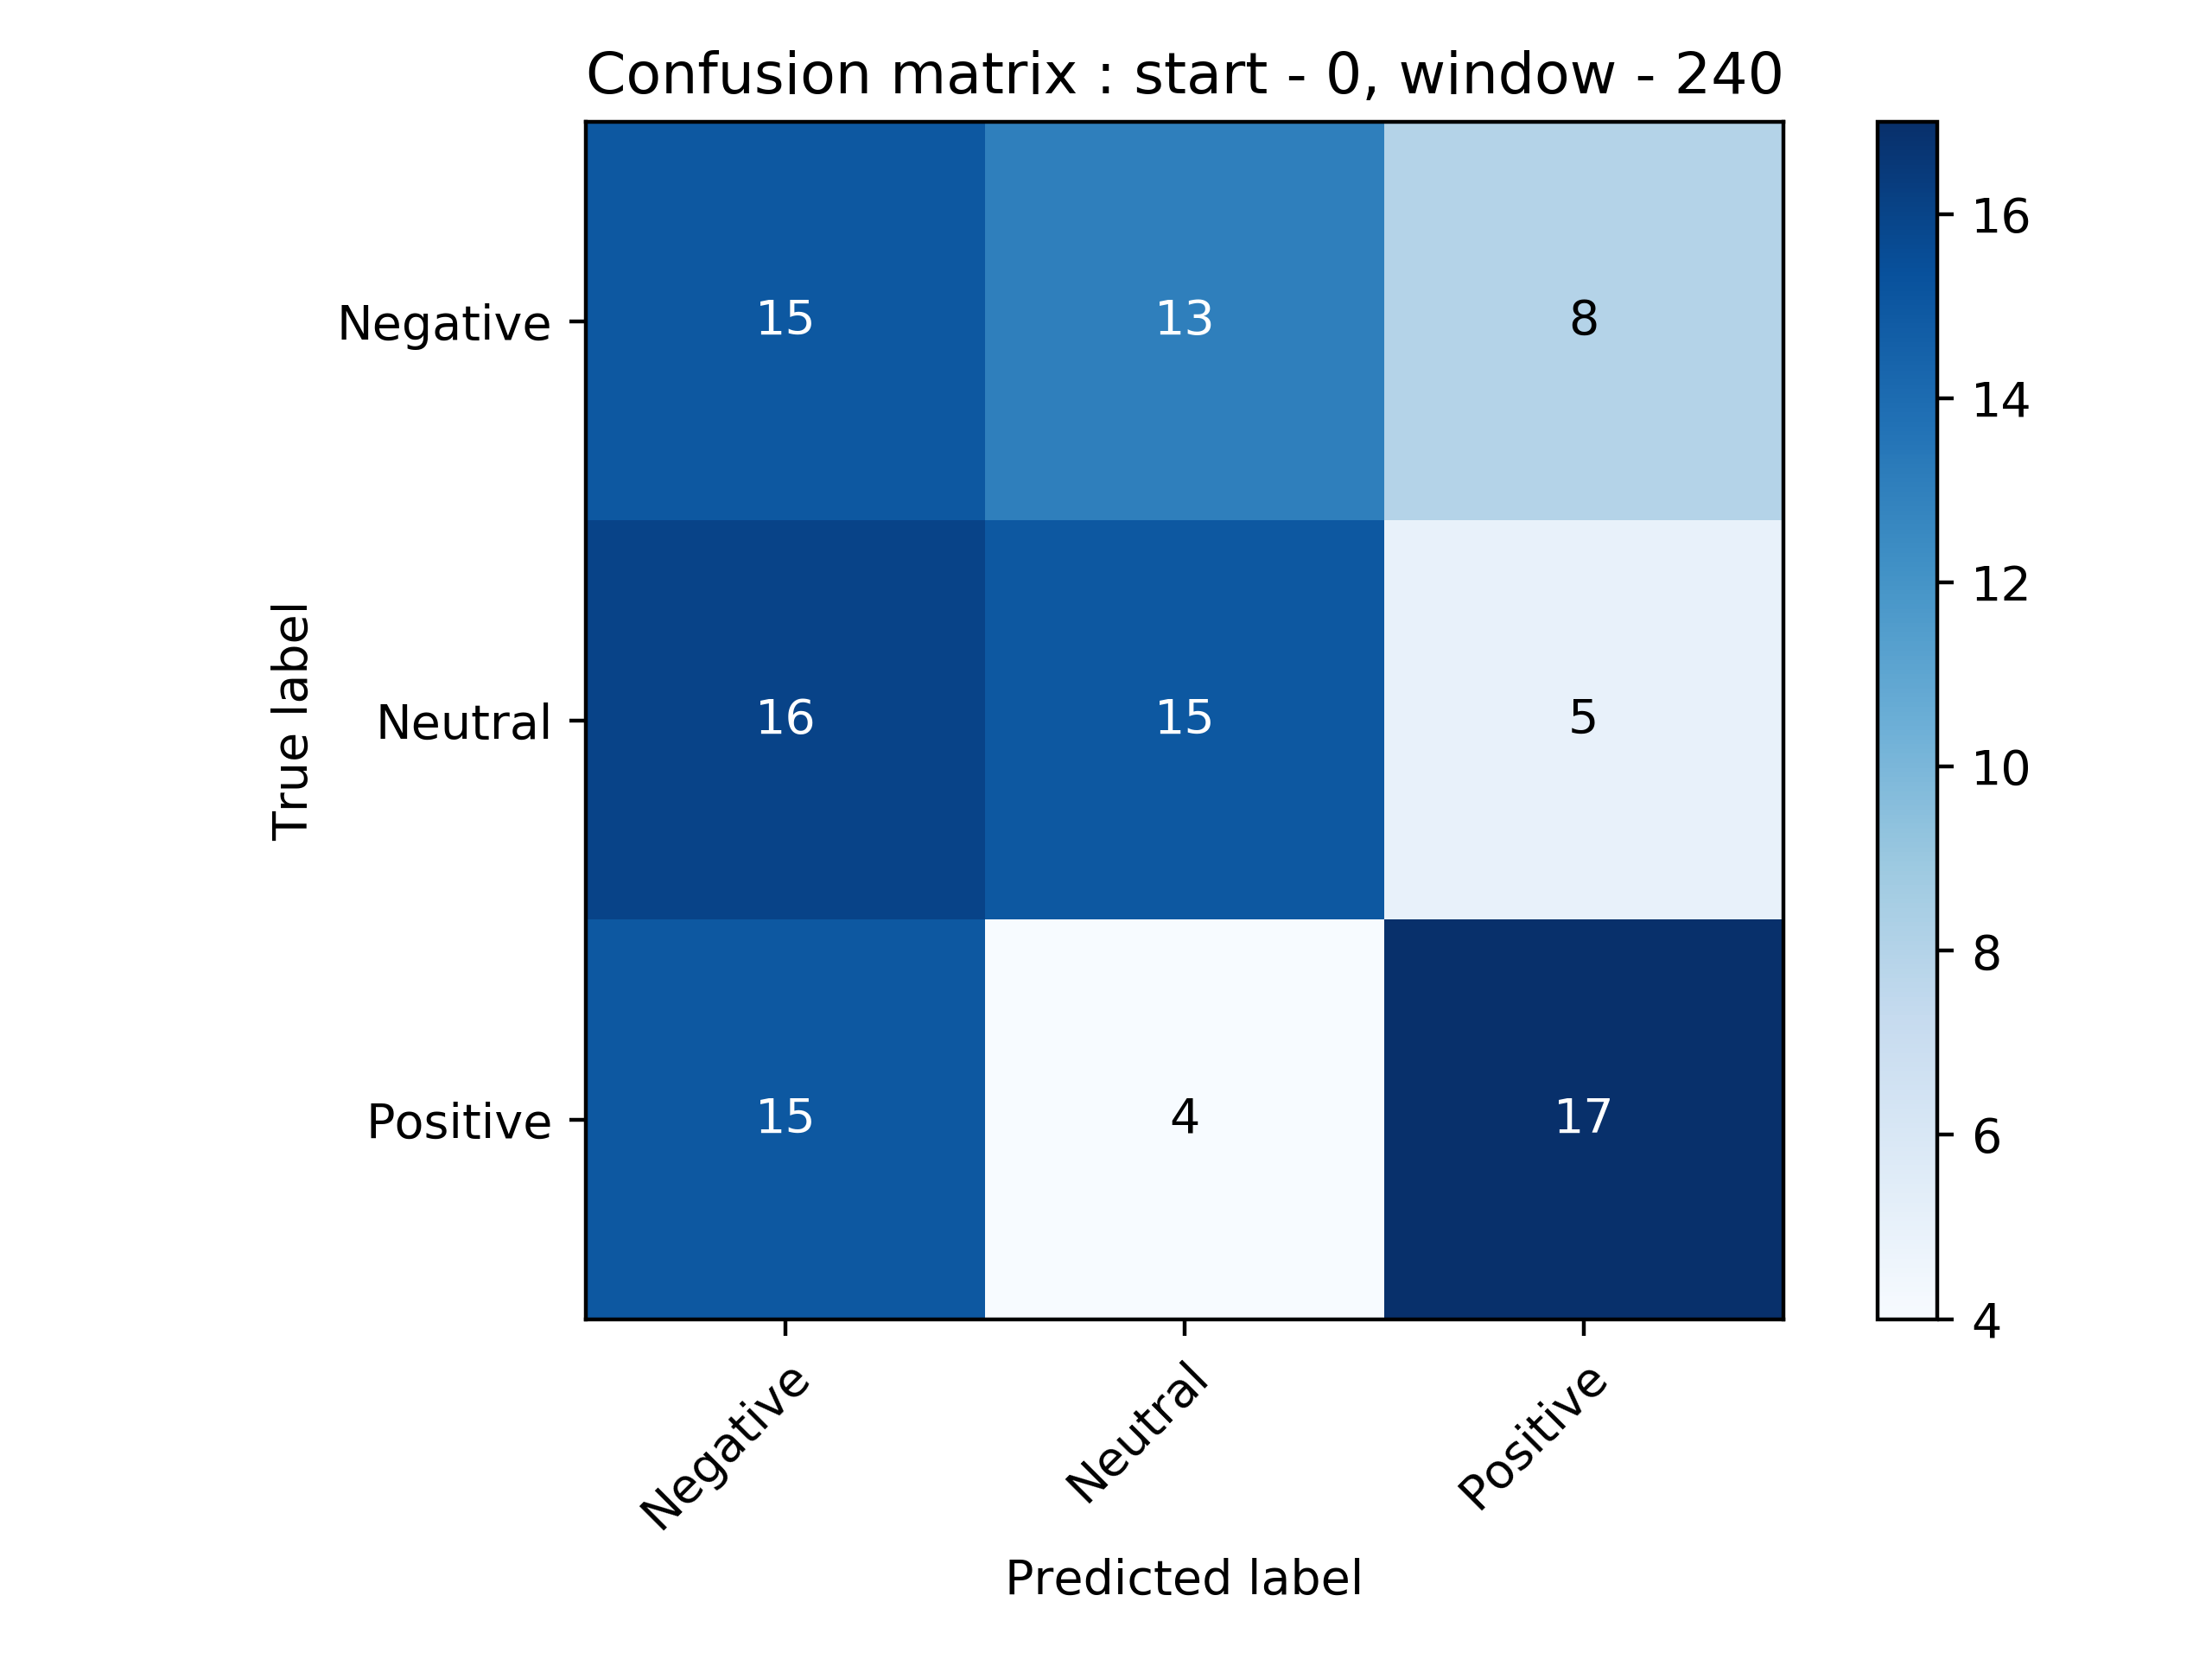 Confusion matrix : start - 0, window - 240
True label
Negative
15
13
8
Neutral
16
15
5
Positive
15
4
17
Negative
Neutral
Positive
Predicted label
16
14
12
10
8
6
4